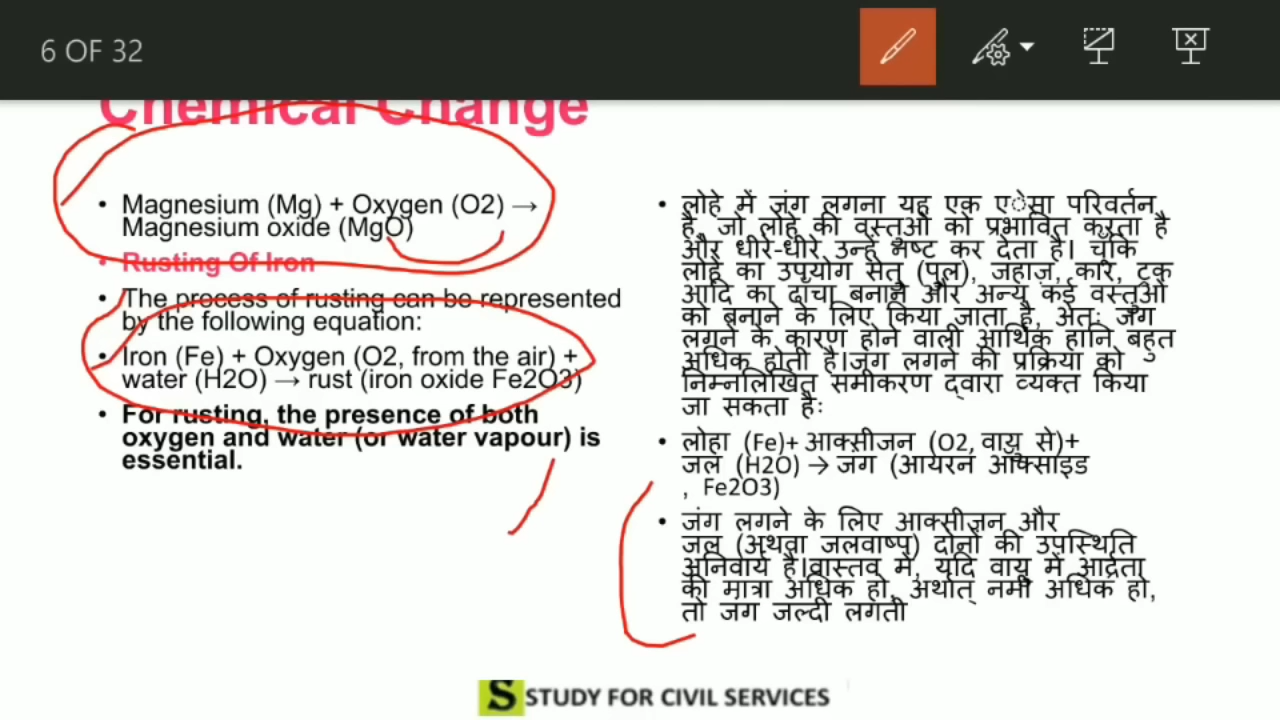 6 OF 32
Chemical Change
• Magnesium (Mg) + Oxygen (O2) →
Magnesium oxide (MgO)
• Rusting Of Iron
• The process of rusting can be represented
by the following equation:
• Iron (Fe) + Oxygen (O2, from the air) +
water (H2O) → rust (iron oxide Fe2O3)
• For rusting, the presence of both
oxygen and water (or water vapour) is
essential.
• लोहे में जंग लगना यह एक एेसा परिवर्तन
है, जो लोहे की वस्तुओं को प्रभावित करता है
और धीरे-धीरे उन्हें नष्ट कर देता है। चूँकि
लोहे का उपयोग सेतु (पुल), जहाज़, कार, ट्रक
आदि का ढाँचा बनाने और अन्य कई वस्तुओं
को बनाने के लिए किया जाता है, अतः जंग
लगने के कारण होने वाली आर्थिक हानि बहुत
अधिक होती है।जंग लगने की प्रक्रिया को
निम्नलिखित समीकरण द्वारा व्यक्त किया
जा सकता हैः
• लोहा (Fe)+ आक्सीजन (O2, वायु से)+
जल (H2O) → जंग (आयरन आक्साइड
, Fe2O3)
• जंग लगने के लिए आक्सीजन और
जल (अथवा जलवाष्प) दोनों की उपस्थिति
अनिवार्य है।वास्तव में, यदि वायु में आर्द्रता
की मात्रा अधिक हो, अर्थात् नमी अधिक हो,
तो जंग जल्दी लगती
S STUDY FOR CIVIL SERVICES